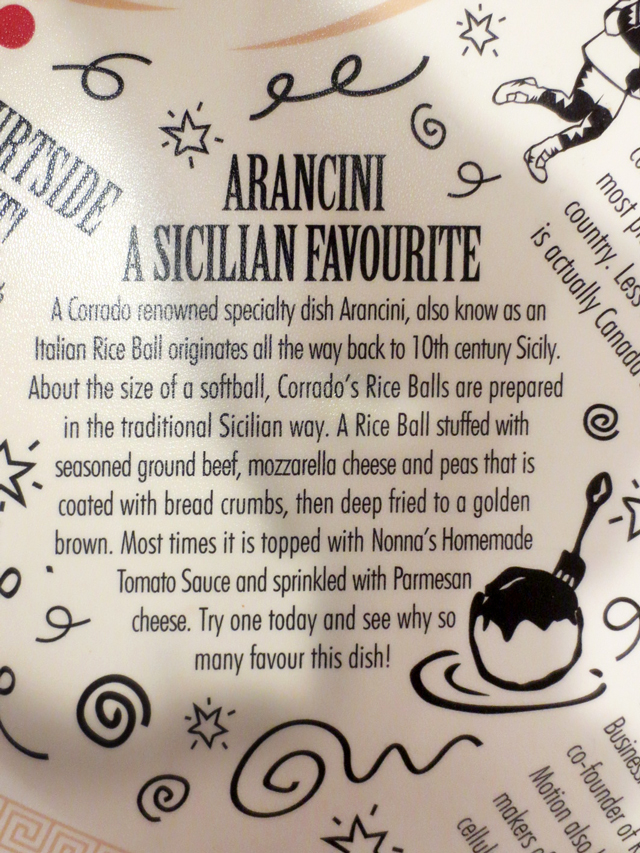 ARANCINI
A SICILIAN FAVOURITE
A Corrado renowned specialty dish Arancini, also know as an
Italian Rice Ball originates all the way back to 10th century Sicily.
About the size of a softball, Corrado's Rice Balls are prepared
in the traditional Sicilian way. A Rice Ball stuffed with
seasoned ground beef, mozzarella cheese and peas that is
coated with bread crumbs, then deep fried to a golden
brown. Most times it is topped with Nonna's Homemade
Tomato Sauce and sprinkled with Parmesan
cheese. Try one today and see why so
many favour this dish!
most
country. Less
is actually Canada
co-founder of
Motion also
makers